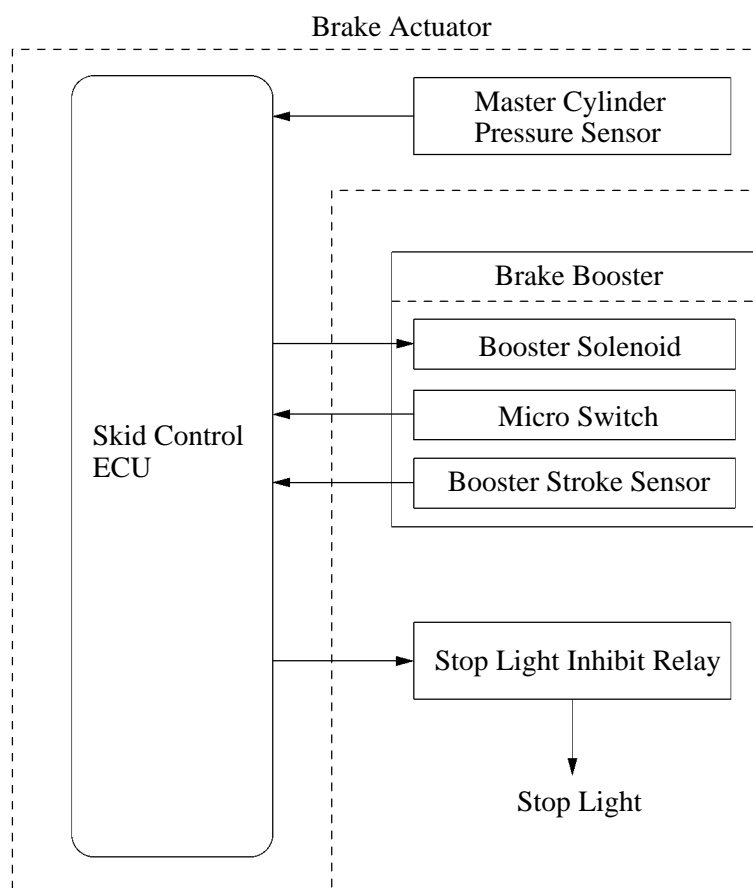 Brake Actuator
Master Cylinder
Pressure Sensor
Brake Booster
Booster Solenoid
Micro Switch
Skid Control
ECU
Booster Stroke Sensor
Stop Light Inhibit Relay
Stop Light